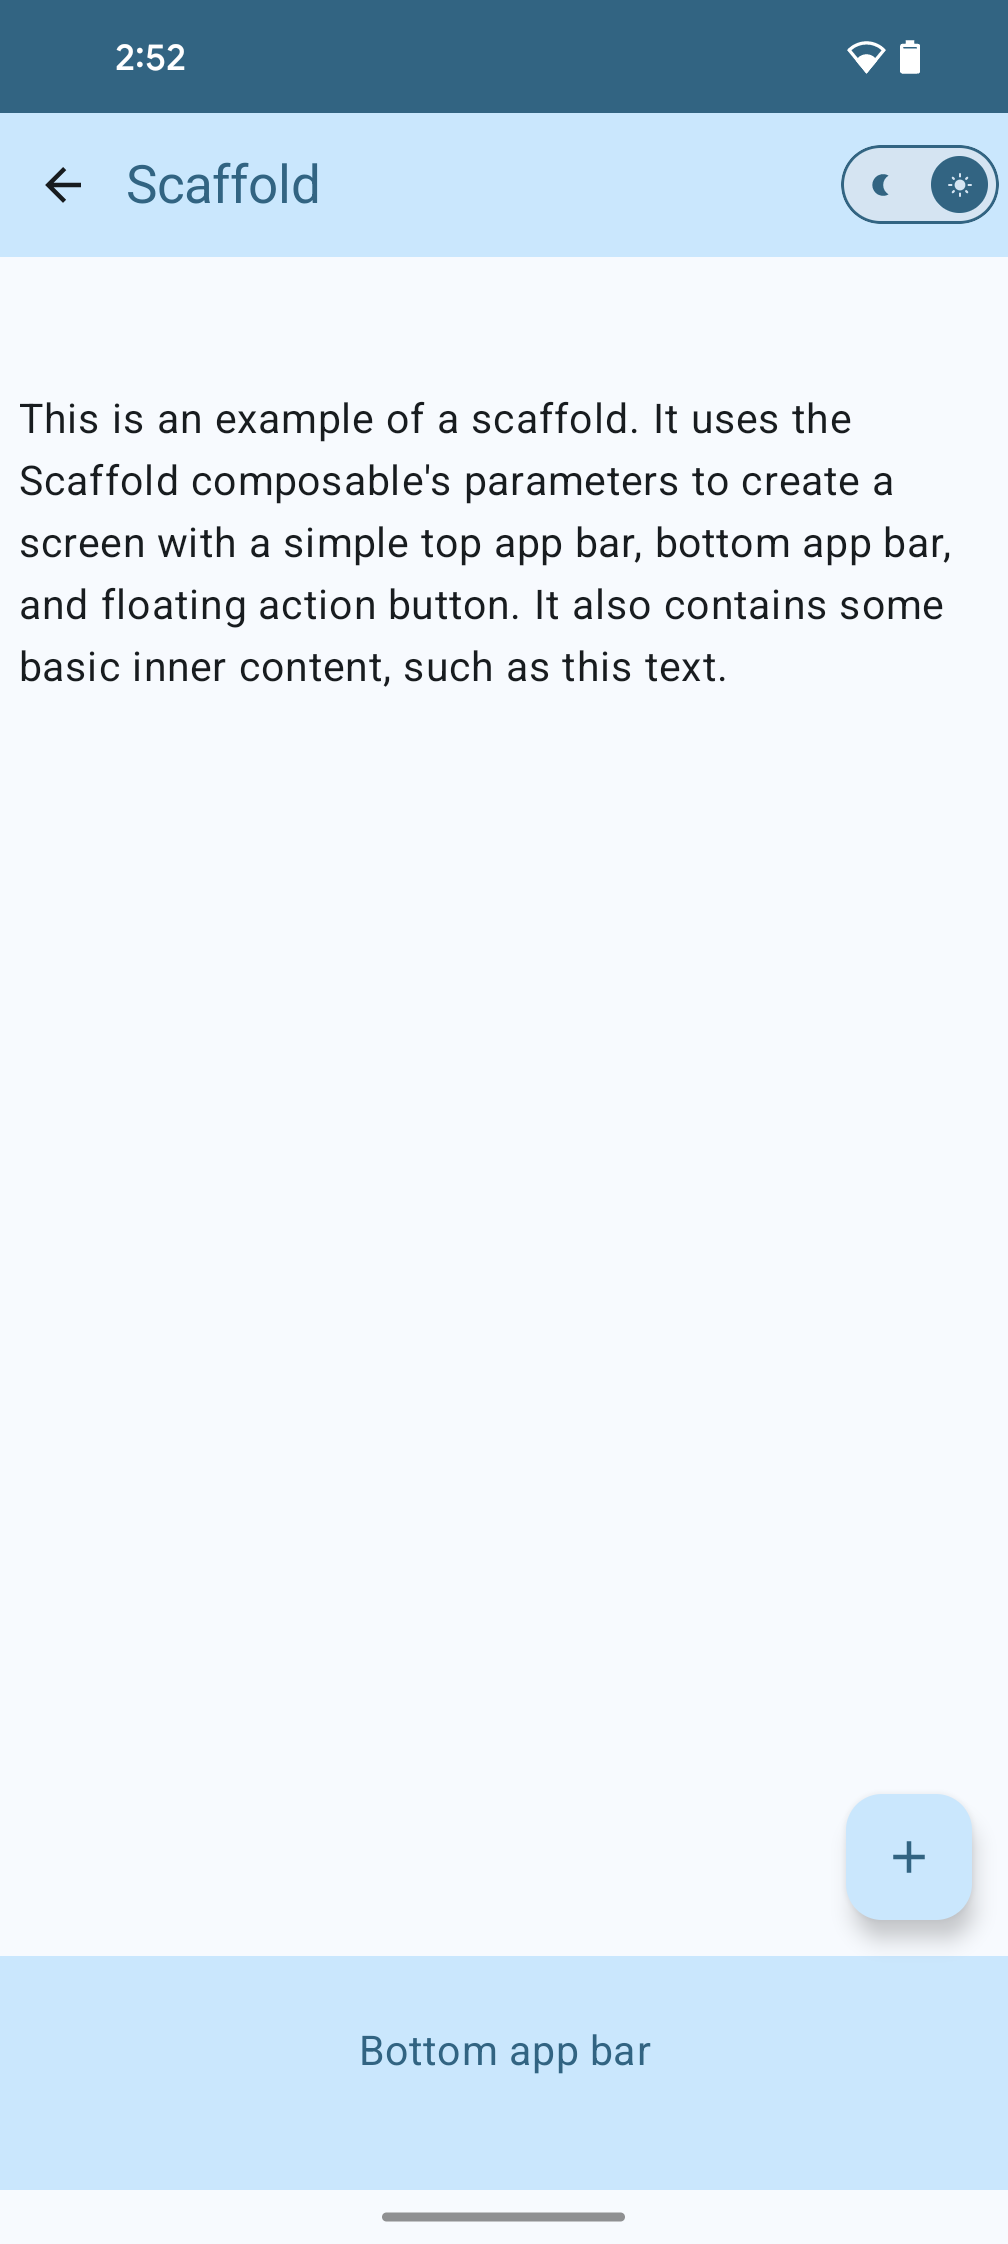 2:52
Scaffold
This is an example of a scaffold. It uses the
Scaffold composable's parameters to create a
screen with a simple top app bar, bottom app bar,
and floating action button. It also contains some
basic inner content, such as this text.
Bottom app bar